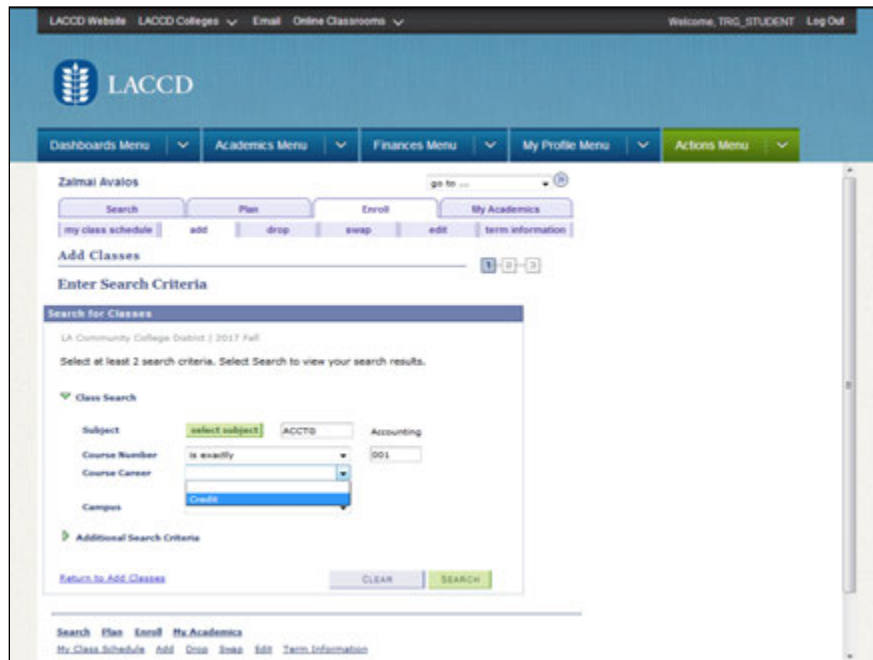 LACCD Website LACCD Colleges Email Online Classrooms Welcome, TRG_STUDENT Log Out
LACCD
Dashboards Menu Academics Menu Finances Menu My Profile Menu Actions Menu
Zalmai Avalos go to ...
Search Plan Enroll My Academics
my class schedule add drop swap edit term information
Add Classes 1 2 3
Enter Search Criteria
Search for Classes
LA Community College District | 2017 Fall
Select at least 2 search criteria. Select Search to view your search results.
Class Search
Subject select subject ACCTG Accounting
Course Number is exactly 001
Course Career
Credit
Campus
Additional Search Criteria
Return to Add Classes CLEAR SEARCH
Search Plan Enroll My Academics
My Class Schedule Add Drop Swap Edit Term Information